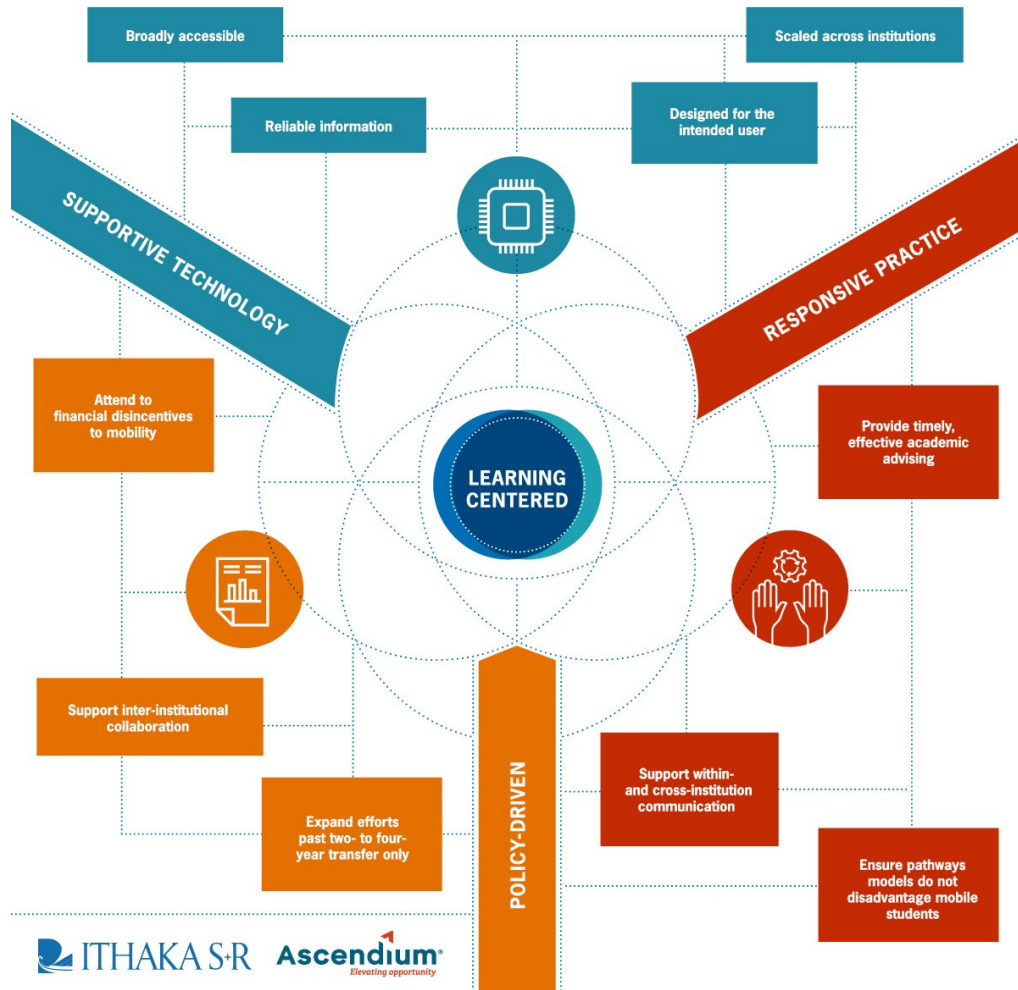 Broadly accessible
Scaled across institutions
Reliable information
Designed for the
intended user
SUPPORTIVE TECHNOLOGY
RESPONSIVE PRACTICE
Attend to
financial disincentives
to mobility
LEARNING
CENTERED
Provide timely,
effective academic
advising
Support inter-institutional
collaboration
Expand efforts
past two- to four-
year transfer only
POLICY-DRIVEN
Support within-
and cross-institution
communication
Ensure pathways
models do not
disadvantage mobile
students
ITHAKA S+R
Ascendium®
Elevating opportunity